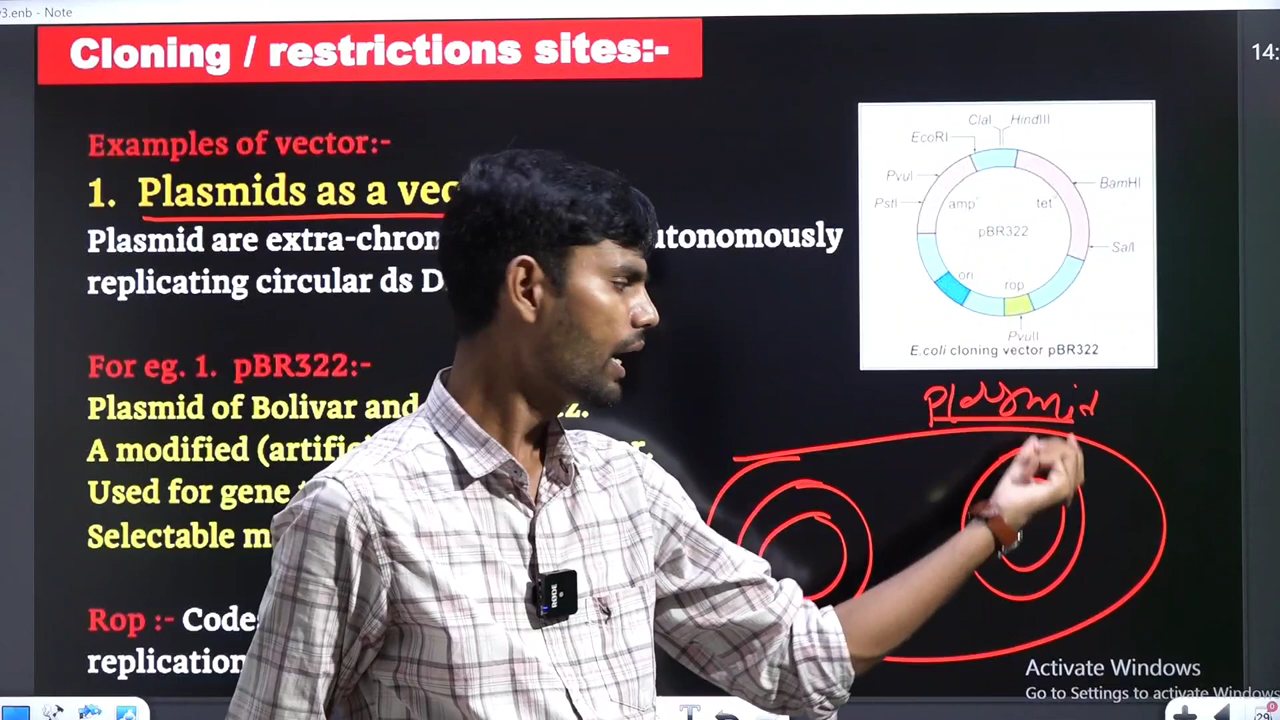 v3.enb - Note
Cloning / restrictions sites:-
14:
Examples of vector:-
1. Plasmids as a vec
Plasmid are extra-chrom utonomously
replicating circular ds D
For eg. 1. pBR322:-
Plasmid of Bolivar and
A modified (artific
Used for gene
Selectable m
Rop :- Code
replication
ClaI HindIII
EcoRI
PvuI
BamHI
PstI
amp^r tet^r
pBR322
SalI
ori
rop
PvuII
E.coli cloning vector pBR322
Plasmid
RODE
Activate Windows
Go to Settings to activate Windows